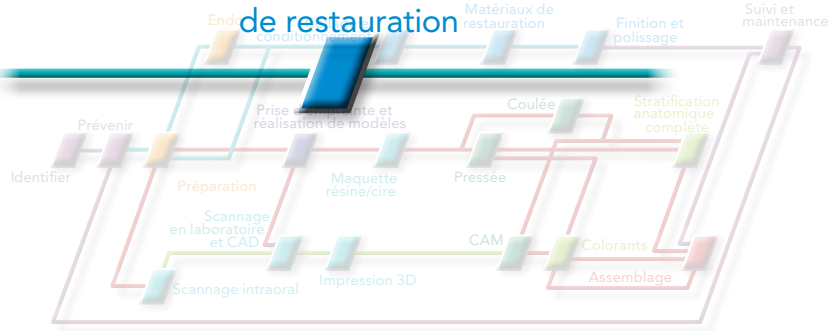 de restauration
Endo
conditionnement
Matériaux de
restauration
Finition et
polissage
Suivi et
maintenance
Prévenir
Prise d'empreinte et
réalisation de modèles
Coulée
Stratification
anatomique
complète
Identifier
Préparation
Maquette
résine/cire
Pressée
Scannage
en laboratoire
et CAD
CAM
Colorants
Scannage intraoral
Impression 3D
Assemblage